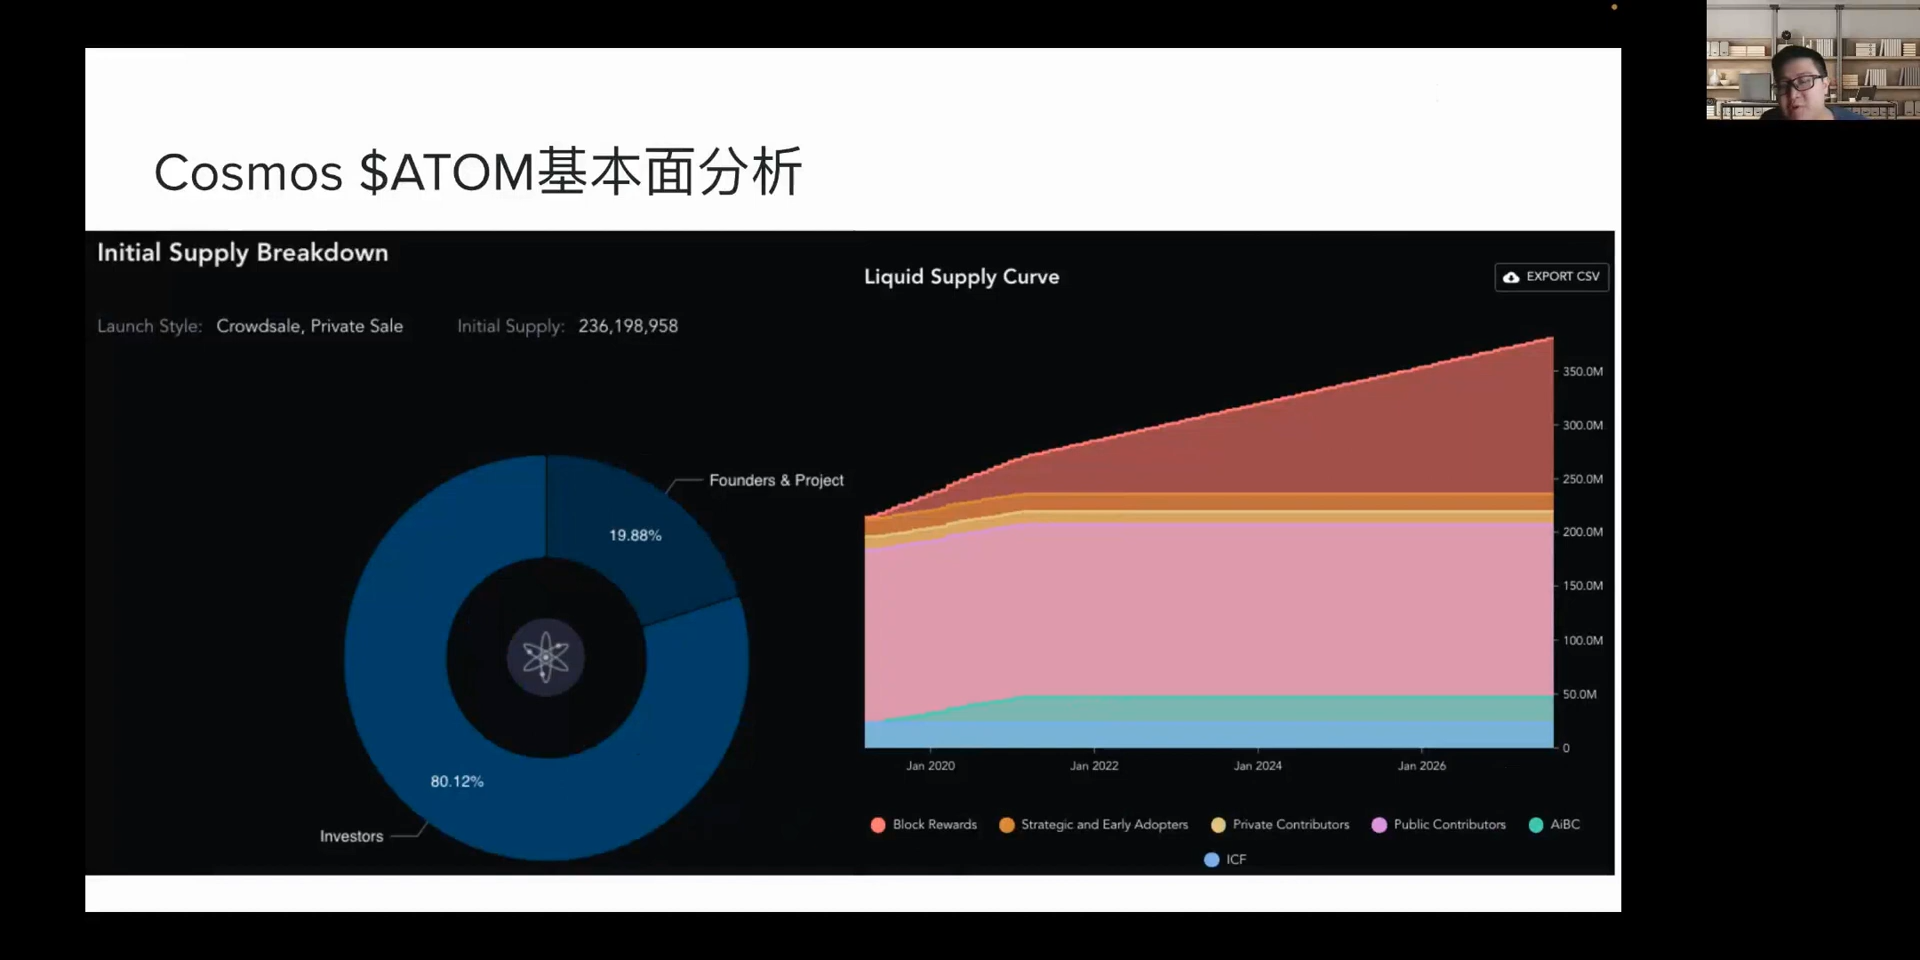 Cosmos $ATOM基本面分析
Initial Supply Breakdown
Launch Style: Crowdsale, Private Sale Initial Supply: 236,198,958
Founders & Project
19.88%
80.12%
Investors
Liquid Supply Curve
EXPORT CSV
350.0M
300.0M
250.0M
200.0M
150.0M
100.0M
50.0M
0
Jan 2020 Jan 2022 Jan 2024 Jan 2026
Block Rewards Strategic and Early Adopters Private Contributors Public Contributors AiBC
ICF